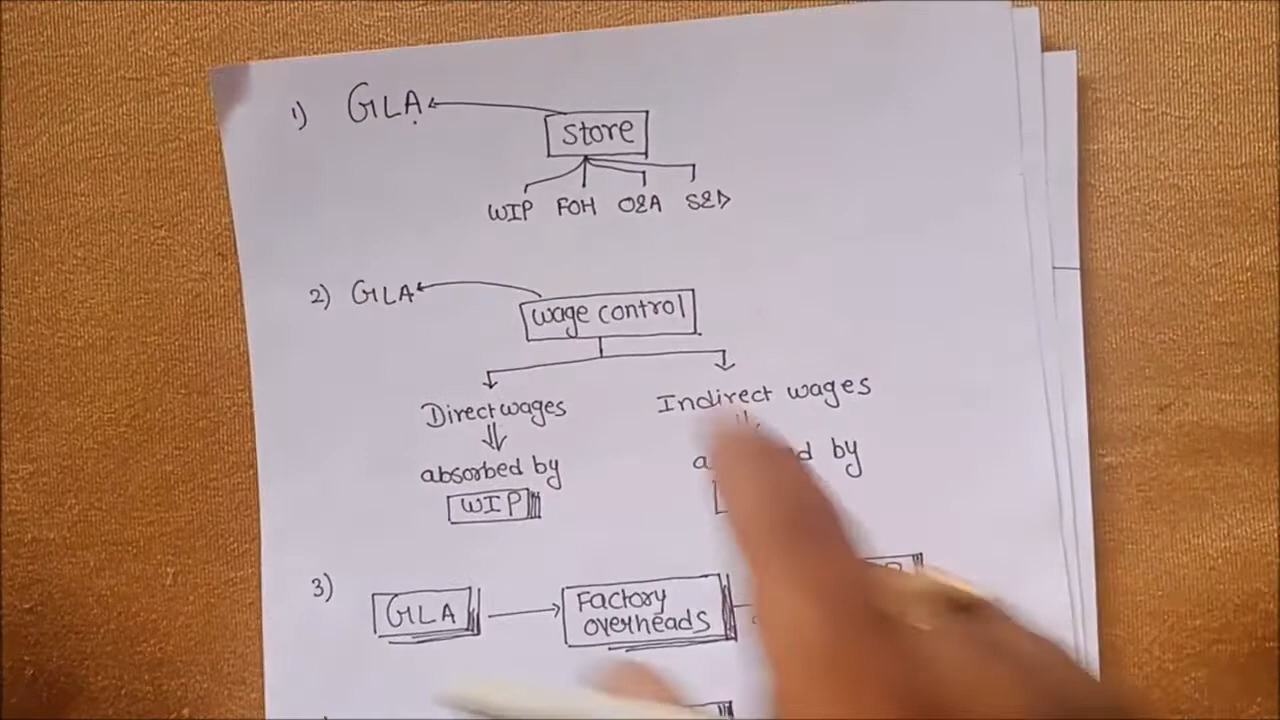 1) GLA
Store
WIP FOH O&A S&D
2) GLA
wage control
Direct wages Indirect wages
absorbed by by
WIP
3) GLA Factory
overheads